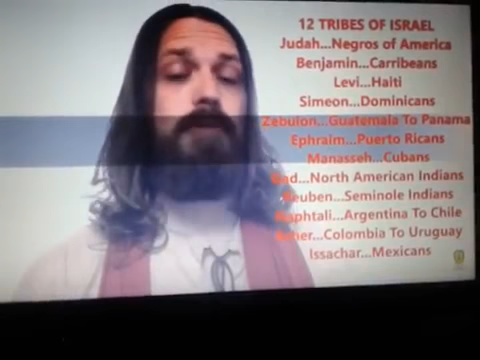 12 TRIBES OF ISRAEL
Judah...Negros of America
Benjamin...Carribeans
Levi...Haiti
Simeon...Dominicans
Zebulon...Guatemala To Panama
Ephraim...Puerto Ricans
Manasseh...Cubans
Gad...North American Indians
Reuben...Seminole Indians
Naphtali...Argentina To Chile
Asher...Colombia To Uruguay
Issachar...Mexicans